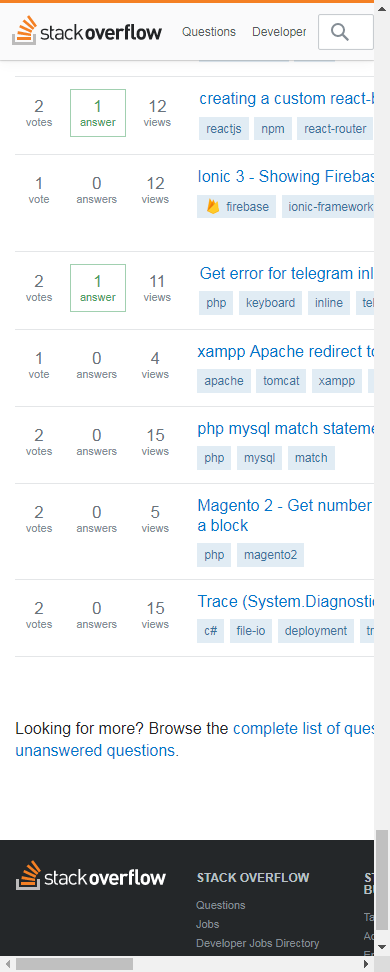 stackoverflow Questions Developer
2 1 12 creating a custom react-
votes answer views
reactjs npm react-router
1 0 12 Ionic 3 - Showing Firebas
vote answers views
firebase ionic-framework
2 1 11 Get error for telegram inl
votes answer views
php keyboard inline tel
1 0 4 xampp Apache redirect to
vote answers views
apache tomcat xampp
2 0 15 php mysql match stateme
votes answers views
php mysql match
2 0 5 Magento 2 - Get number
votes answers views a block
php magento2
2 0 15 Trace (System.Diagnostic
votes answers views
c# file-io deployment tr
Looking for more? Browse the complete list of ques
unanswered questions.
stackoverflow STACK OVERFLOW
Questions
Jobs
Developer Jobs Directory